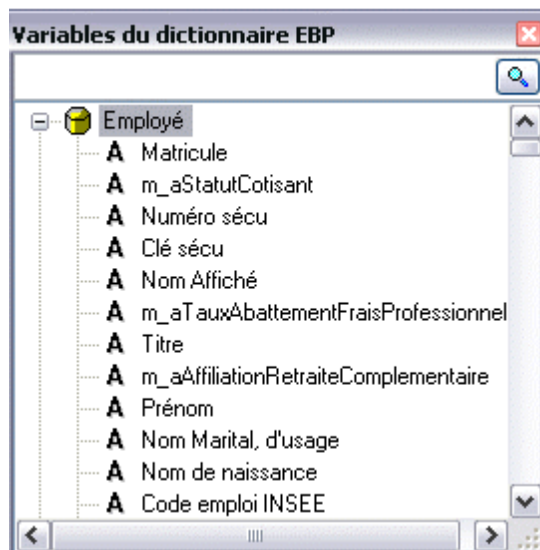 Variables du dictionnaire EBP
Employé
A Matricule
A m_aStatutCotisant
A Numéro sécu
A Clé sécu
A Nom Affiché
A m_aTauxAbattementFraisProfessionnel
A Titre
A m_aAffiliationRetraiteComplementaire
A Prénom
A Nom Marital, d'usage
A Nom de naissance
A Code emploi INSEE